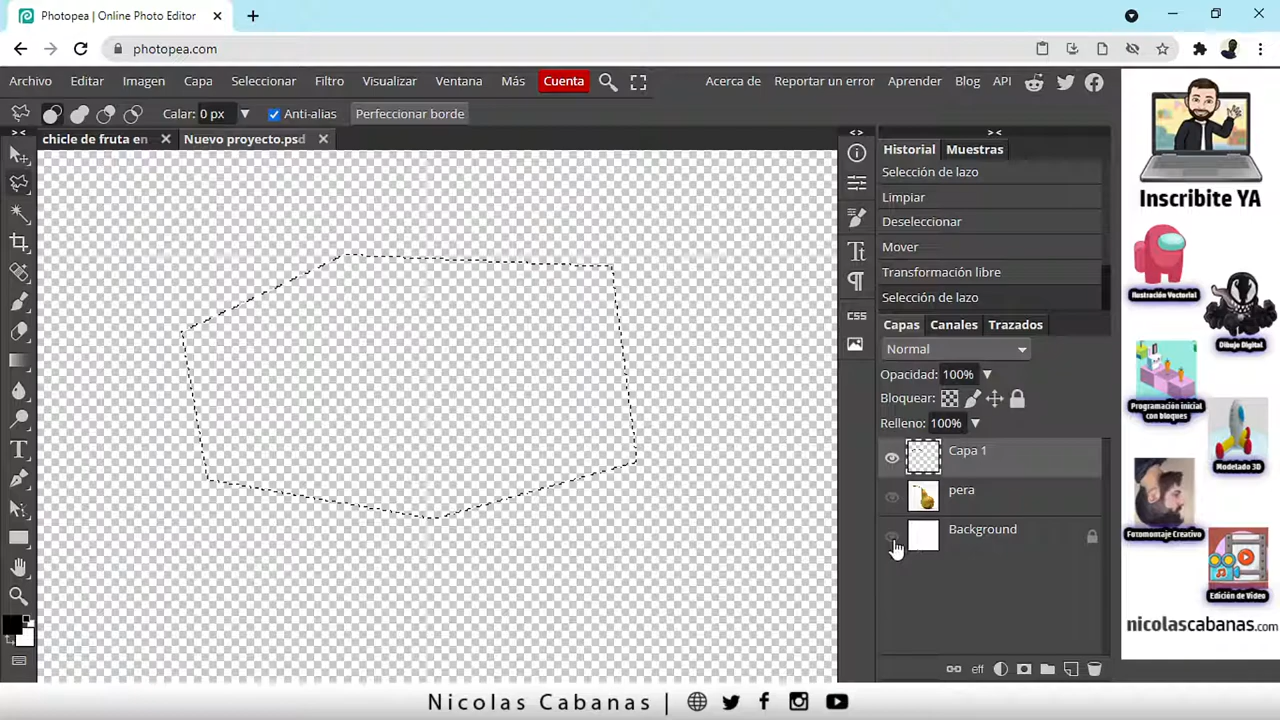 Photopea | Online Photo Editor
photopea.com
Archivo Editar Imagen Capa Seleccionar Filtro Visualizar Ventana Más Cuenta Acerca de Reportar un error Aprender Blog API
Calar: 0 px Anti-alias Perfeccionar borde
chicle de fruta en Nuevo proyecto.psd
Historial Muestras
Selección de lazo
Limpiar
Deseleccionar
Mover
Transformación libre
Selección de lazo
CSS
Capas Canales Trazados
Normal
Opacidad: 100%
Bloquear:
Relleno: 100%
Capa 1
pera
Background
eff
Inscribite YA
Ilustración Vectorial
Dibujo Digital
Programación inicial
con bloques
Modelado 3D
Fotomontaje Creativo
Edición de Video
nicolascabanas.com
Nicolas Cabanas |